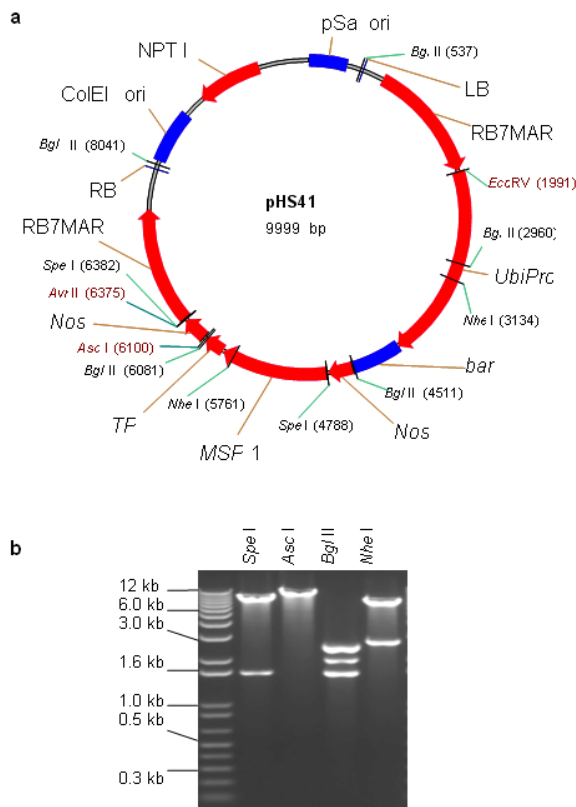 a
pSa ori
NPT I
Bg. II (537)
LB
ColEI ori
RB7MAR
Bgl II (8041)
EccRV (1991)
RB
pHS41
9999 bp
RB7MAR
Bg. II (2960)
Spe I (6382)
UbiPrc
Avr II (6375)
Nhe I (3134)
Nos
Asc I (6100)
bar
Bgl II (6081)
Bgl II (4511)
TF
Nhe I (5761)
Spe I (4788)
Nos
MSF 1
b
Spe I
Asc I
Bgl II
Nhe I
12 kb
6.0 kb
3.0 kb
1.6 kb
1.0 kb
0.5 kb
0.3 kb